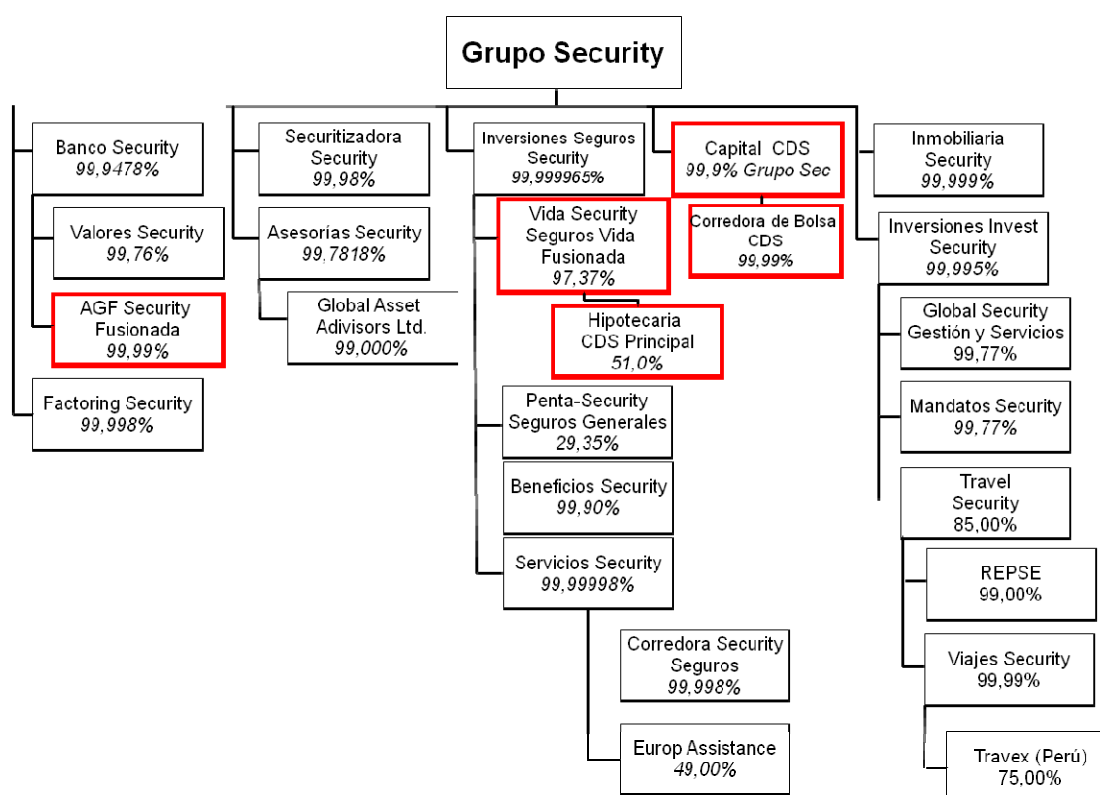 Grupo Security
Banco Security
99,9478%
Valores Security
99,76%
AGF Security
Fusionada
99,99%
Factoring Security
99,998%
Securitizadora
Security
99,98%
Asesorías Security
99,7818%
Global Asset
Adivisors Ltd.
99,000%
Inversiones Seguros
Security
99,999965%
Vida Security
Seguros Vida
Fusionada
97,37%
Hipotecaria
CDS Principal
51,0%
Penta-Security
Seguros Generales
29,35%
Beneficios Security
99,90%
Servicios Security
99,99998%
Corredora Security
Seguros
99,998%
Europ Assistance
49,00%
Capital CDS
99,9% Grupo Sec
Corredora de Bolsa
CDS
99,99%
Inmobiliaria
Security
99,999%
Inversiones Invest
Security
99,995%
Global Security
Gestión y Servicios
99,77%
Mandatos Security
99,77%
Travel
Security
85,00%
REPSE
99,00%
Viajes Security
99,99%
Travex (Perú)
75,00%